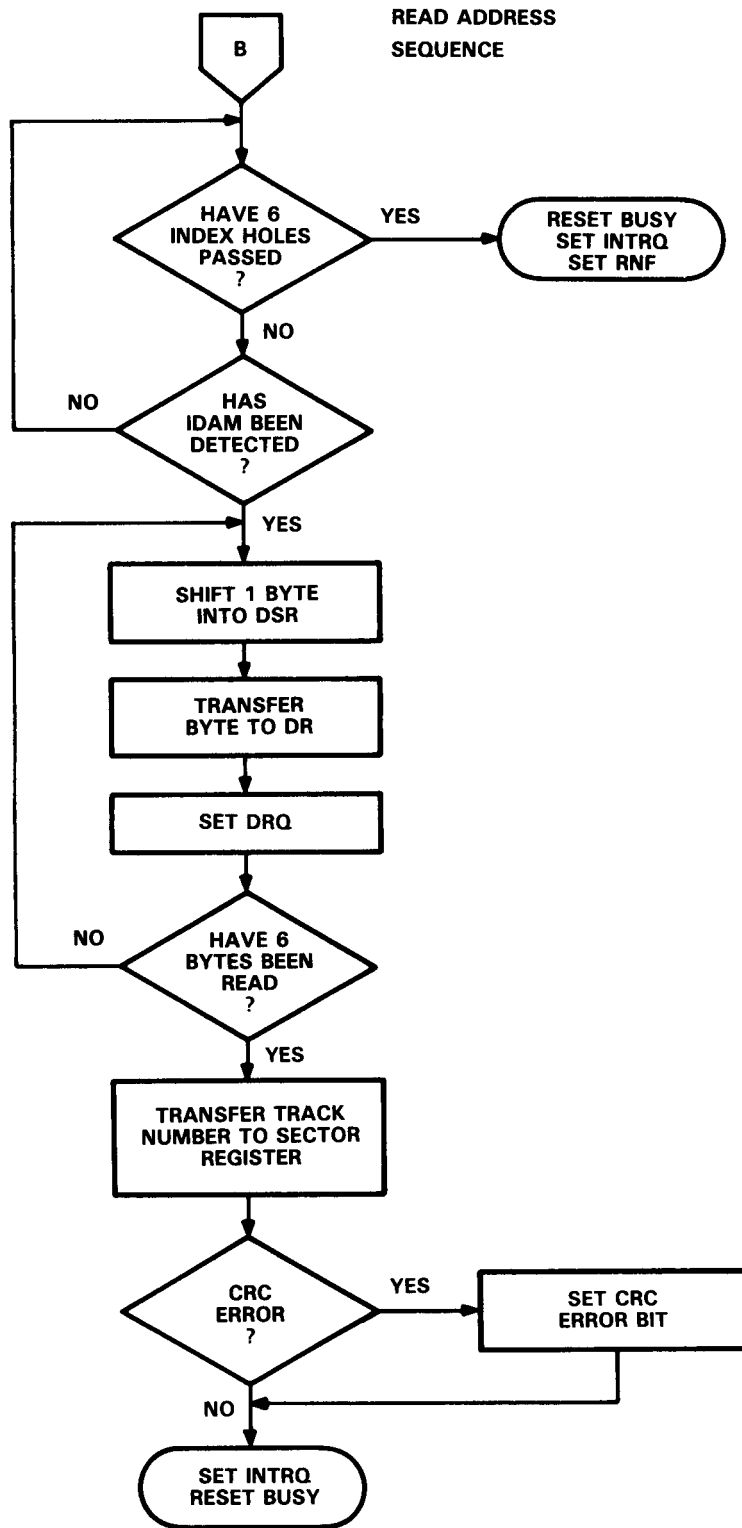 READ ADDRESS
SEQUENCE
B
HAVE 6
INDEX HOLES
PASSED
?
YES
RESET BUSY
SET INTRQ
SET RNF
NO
HAS
IDAM BEEN
DETECTED
?
NO
YES
SHIFT 1 BYTE
INTO DSR
TRANSFER
BYTE TO DR
SET DRQ
HAVE 6
BYTES BEEN
READ
?
NO
YES
TRANSFER TRACK
NUMBER TO SECTOR
REGISTER
CRC
ERROR
?
YES
SET CRC
ERROR BIT
NO
SET INTRQ
RESET BUSY